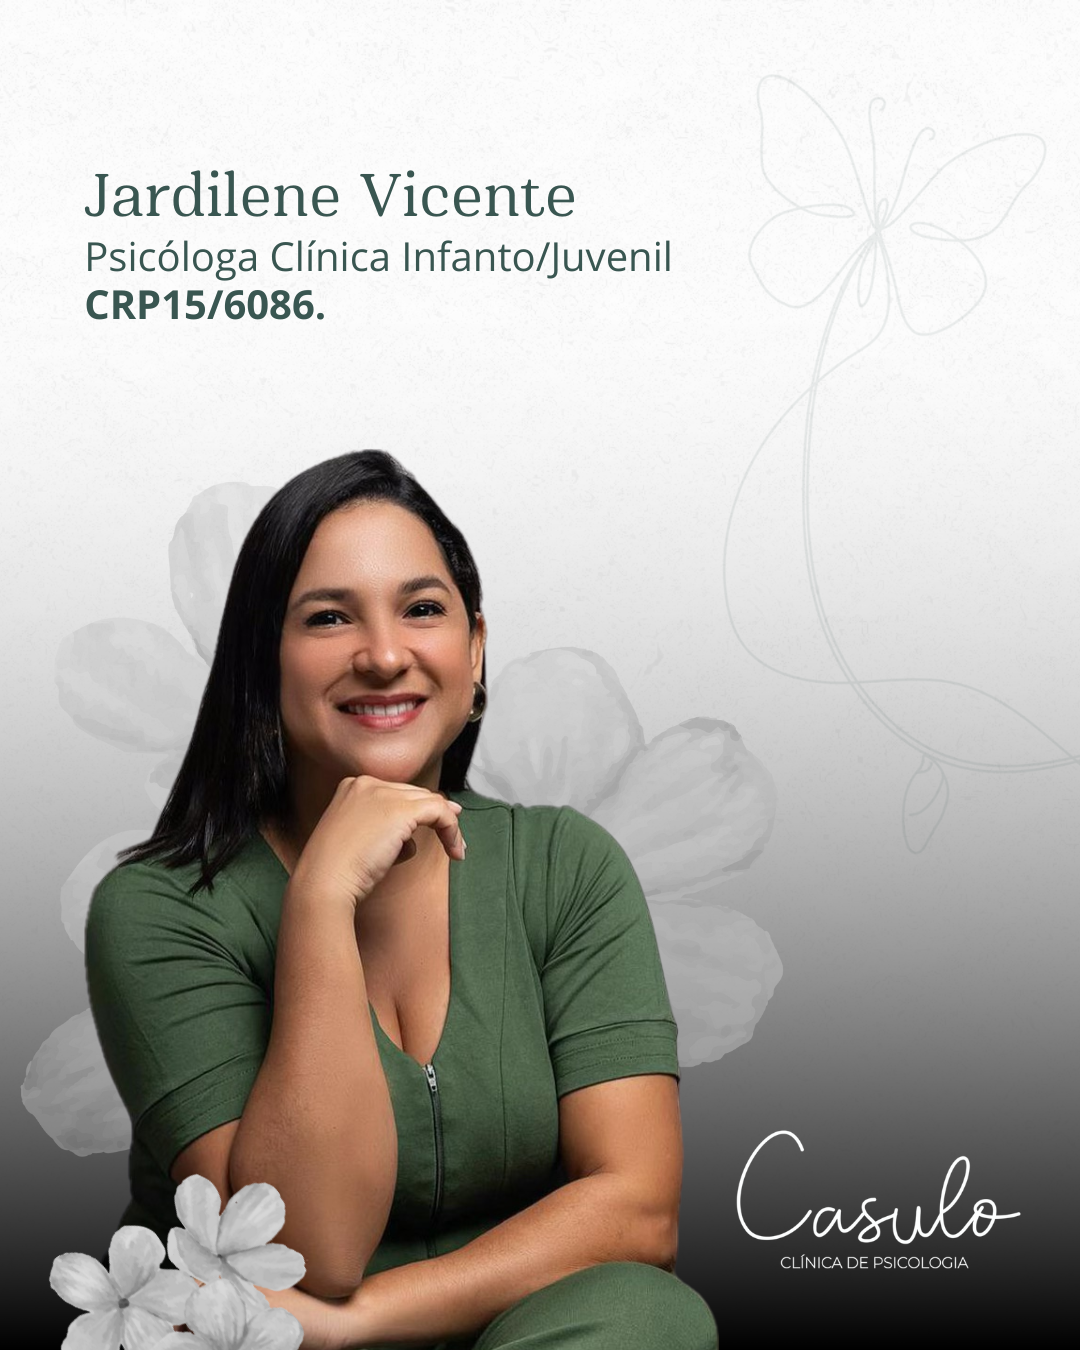 Jardilene Vicente
Psicóloga Clínica Infanto/Juvenil
CRP15/6086.
Casulo
CLÍNICA DE PSICOLOGIA